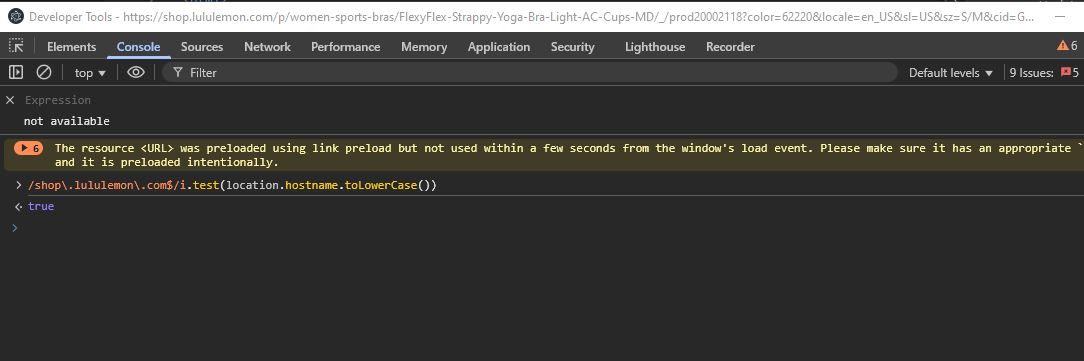 Developer Tools - https://shop.lululemon.com/p/women-sports-bras/FlexyFlex-Strappy-Yoga-Bra-Light-AC-Cups-MD/_/prod20002118?color=62220&locale=en_US&sl=US&sz=S/M&cid=G...
Elements Console Sources Network Performance Memory Application Security Lighthouse Recorder 6
top Filter Default levels 9 Issues: 5
Expression
not available
6 The resource <URL> was preloaded using link preload but not used within a few seconds from the window's load event. Please make sure it has an appropriate `
and it is preloaded intentionally.
/shop\.lululemon\.com$/i.test(location.hostname.toLowerCase())
true